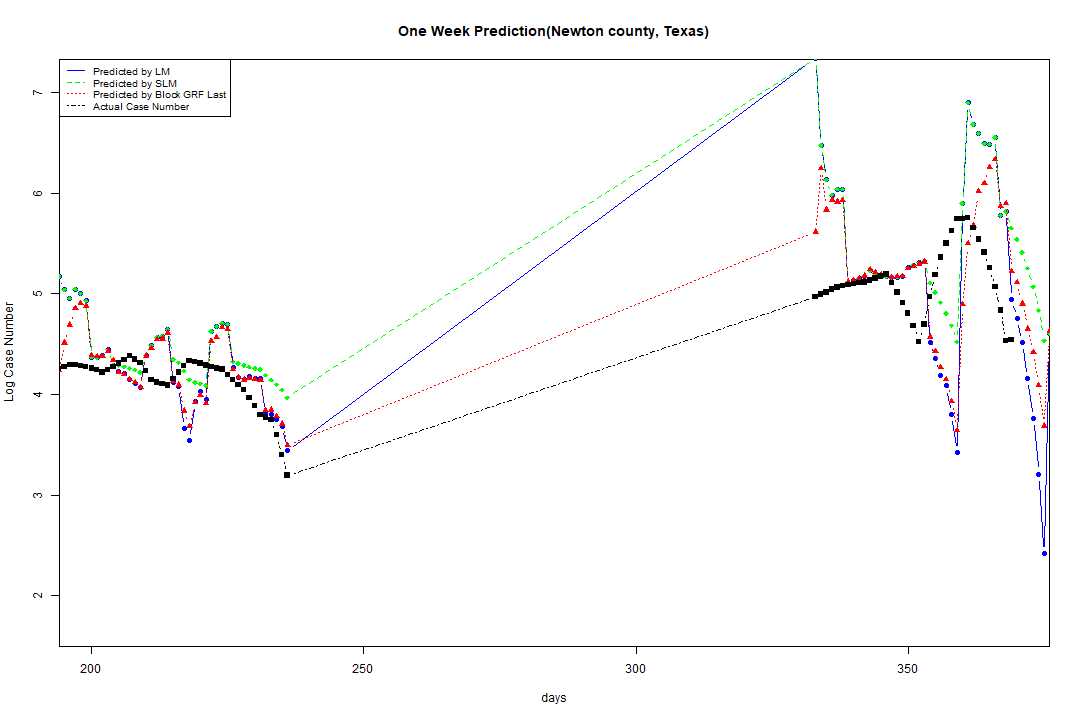 One Week Prediction(Newton county, Texas)
Predicted by LM
Predicted by SLM
Predicted by Block GRF Last
Actual Case Number
7
6
5
4
3
2
Log Case Number
200 250 300 350
days